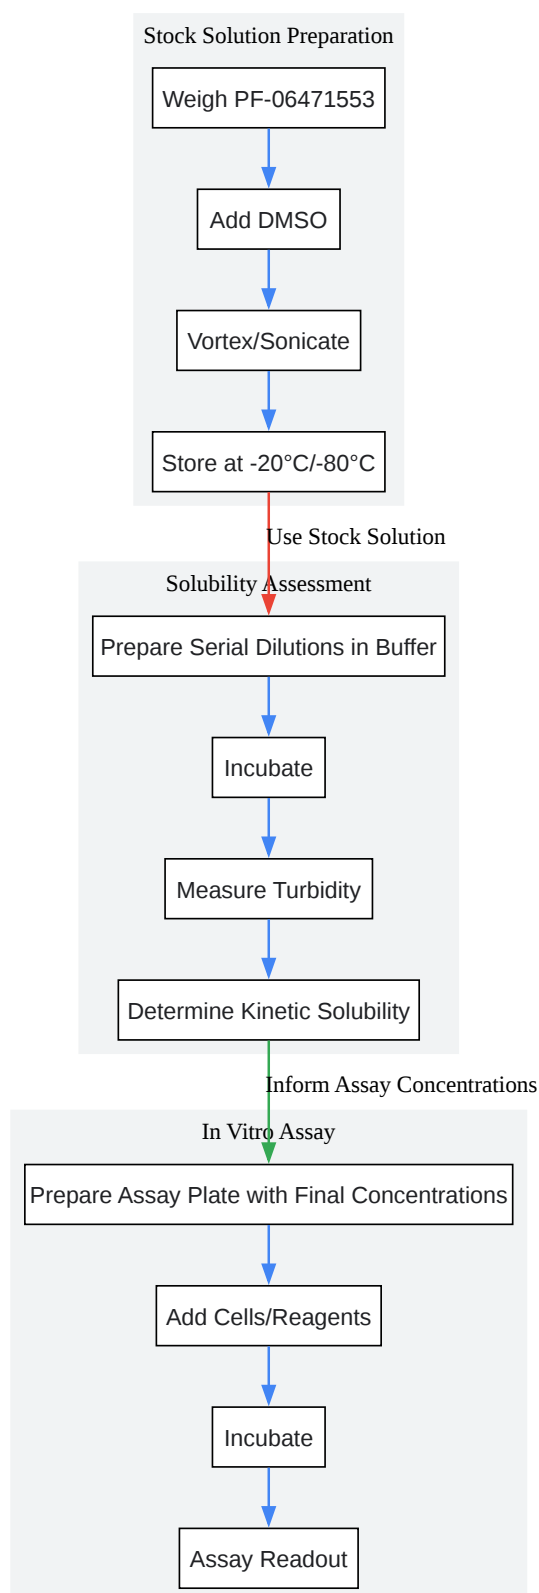 Stock Solution Preparation
Weigh PF-06471553
Add DMSO
Vortex/Sonicate
Store at -20°C/-80°C
Use Stock Solution
Solubility Assessment
Prepare Serial Dilutions in Buffer
Incubate
Measure Turbidity
Determine Kinetic Solubility
Inform Assay Concentrations
In Vitro Assay
Prepare Assay Plate with Final Concentrations
Add Cells/Reagents
Incubate
Assay Readout